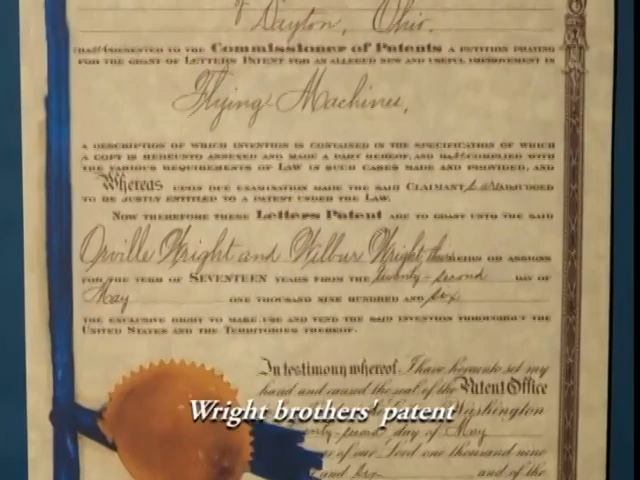 of
Dayton, Ohio.
PRESENTED TO THE Commissioner of Patents A PETITION PRAYING
FOR THE GRANT OF LETTERS PATENT FOR AN ALLEGED NEW AND USEFUL IMPROVEMENT IN
Flying-Machines,
A DESCRIPTION OF WHICH INVENTION IS CONTAINED IN THE SPECIFICATION OF WHICH
A COPY IS HEREUNTO ANNEXED AND MADE A PART HEREOF, AND COMPLIED WITH
THE VARIOUS REQUIREMENTS OF LAW IN SUCH CASES MADE AND PROVIDED, AND
Whereas UPON DUE EXAMINATION MADE THE SAID CLAIMANT ADJUDGED
TO BE JUSTLY ENTITLED TO A PATENT UNDER THE LAW.
NOW THEREFORE THESE Letters Patent ARE TO GRANT UNTO THE SAID
Orville Wright and Wilbur Wright, their HEIRS OR ASSIGNS
FOR THE TERM OF SEVENTEEN YEARS FROM THE twenty-second DAY OF
May ONE THOUSAND NINE HUNDRED AND six
THE EXCLUSIVE RIGHT TO MAKE, USE AND VEND THE SAID INVENTION THROUGHOUT THE
UNITED STATES AND THE TERRITORIES THEREOF.
In testimony whereof, I have hereunto set my
hand and caused the seal of the Patent Office
Washington
Wright brothers' patent
day of May
of our Lord one thousand nine
and six and of the